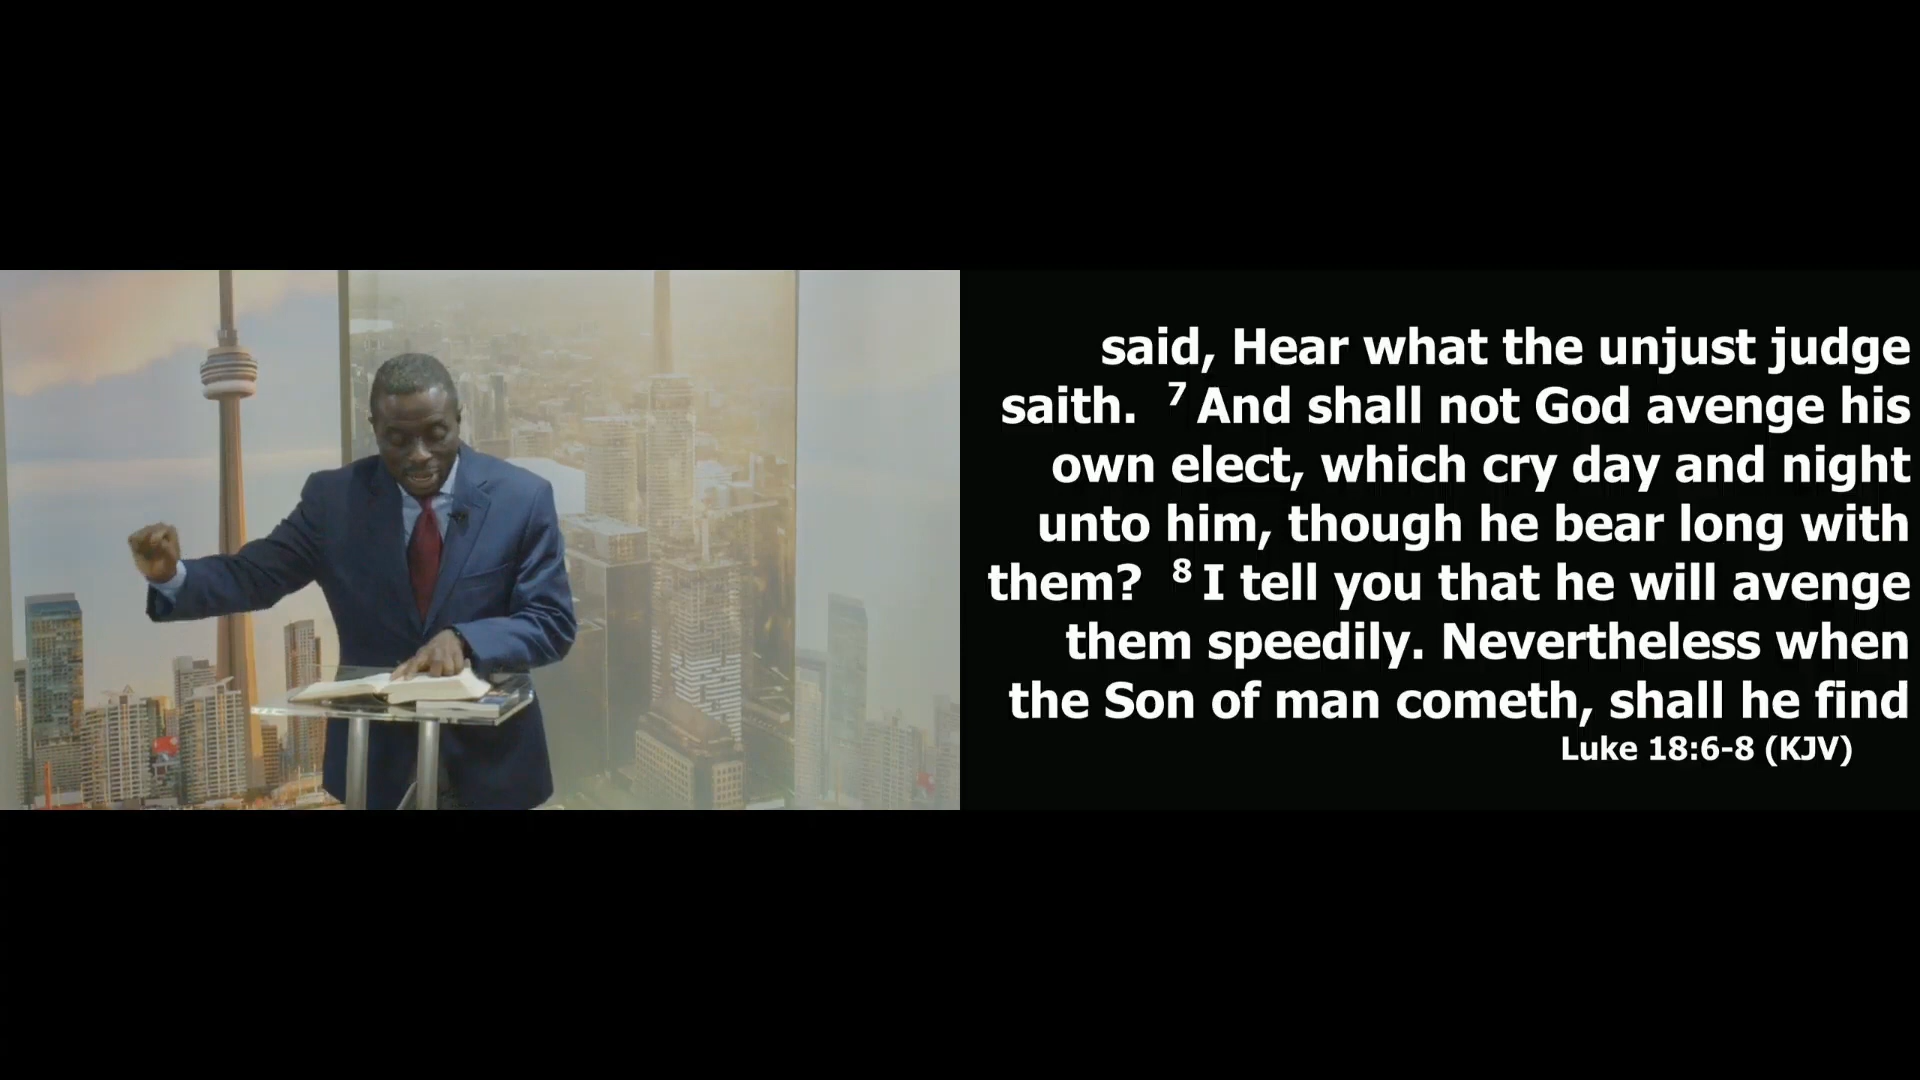 said, Hear what the unjust judge
saith. 7 And shall not God avenge his
own elect, which cry day and night
unto him, though he bear long with
them? 8 I tell you that he will avenge
them speedily. Nevertheless when
the Son of man cometh, shall he find
Luke 18:6-8 (KJV)